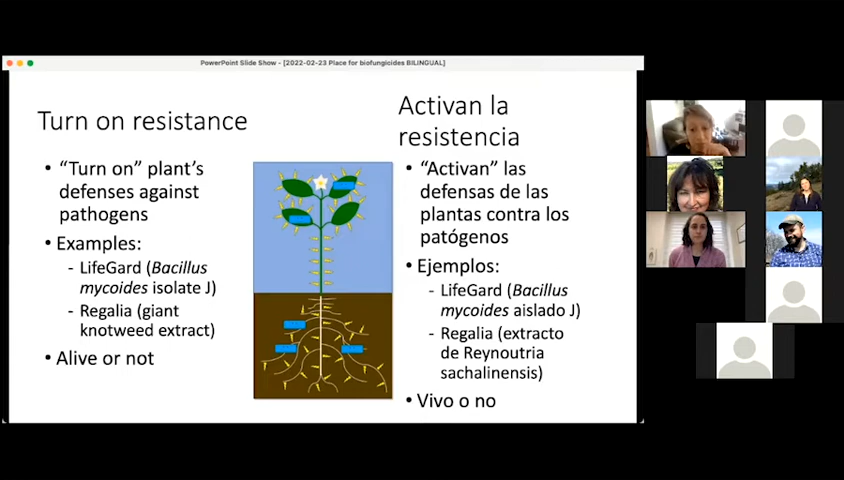 PowerPoint Slide Show - [2022-02-23 Place for biofungicides BILINGUAL]
Turn on resistance
• “Turn on” plant’s
defenses against
pathogens
• Examples:
- LifeGard (Bacillus
mycoides isolate J)
- Regalia (giant
knotweed extract)
• Alive or not
Activan la
resistencia
• “Activan” las
defensas de las
plantas contra los
patógenos
• Ejemplos:
- LifeGard (Bacillus
mycoides aislado J)
- Regalia (extracto
de Reynoutria
sachalinensis)
• Vivo o no